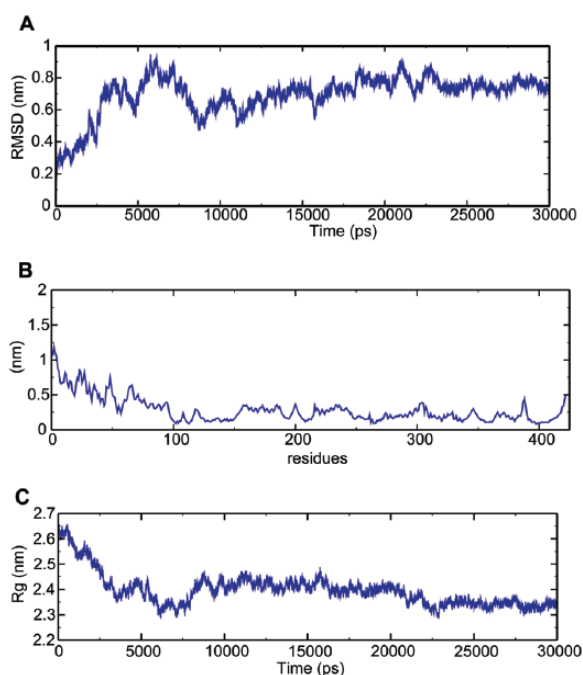 A
1
0.8
0.6
0.4
0.2
0
RMSD (nm)
0 5000 10000 15000 20000 25000 30000
Time (ps)
B
2
1.5
1
0.5
0
(nm)
0 100 200 300 400
residues
C
2.7
2.6
2.5
2.4
2.3
2.2
Rg (nm)
0 5000 10000 15000 20000 25000 30000
Time (ps)